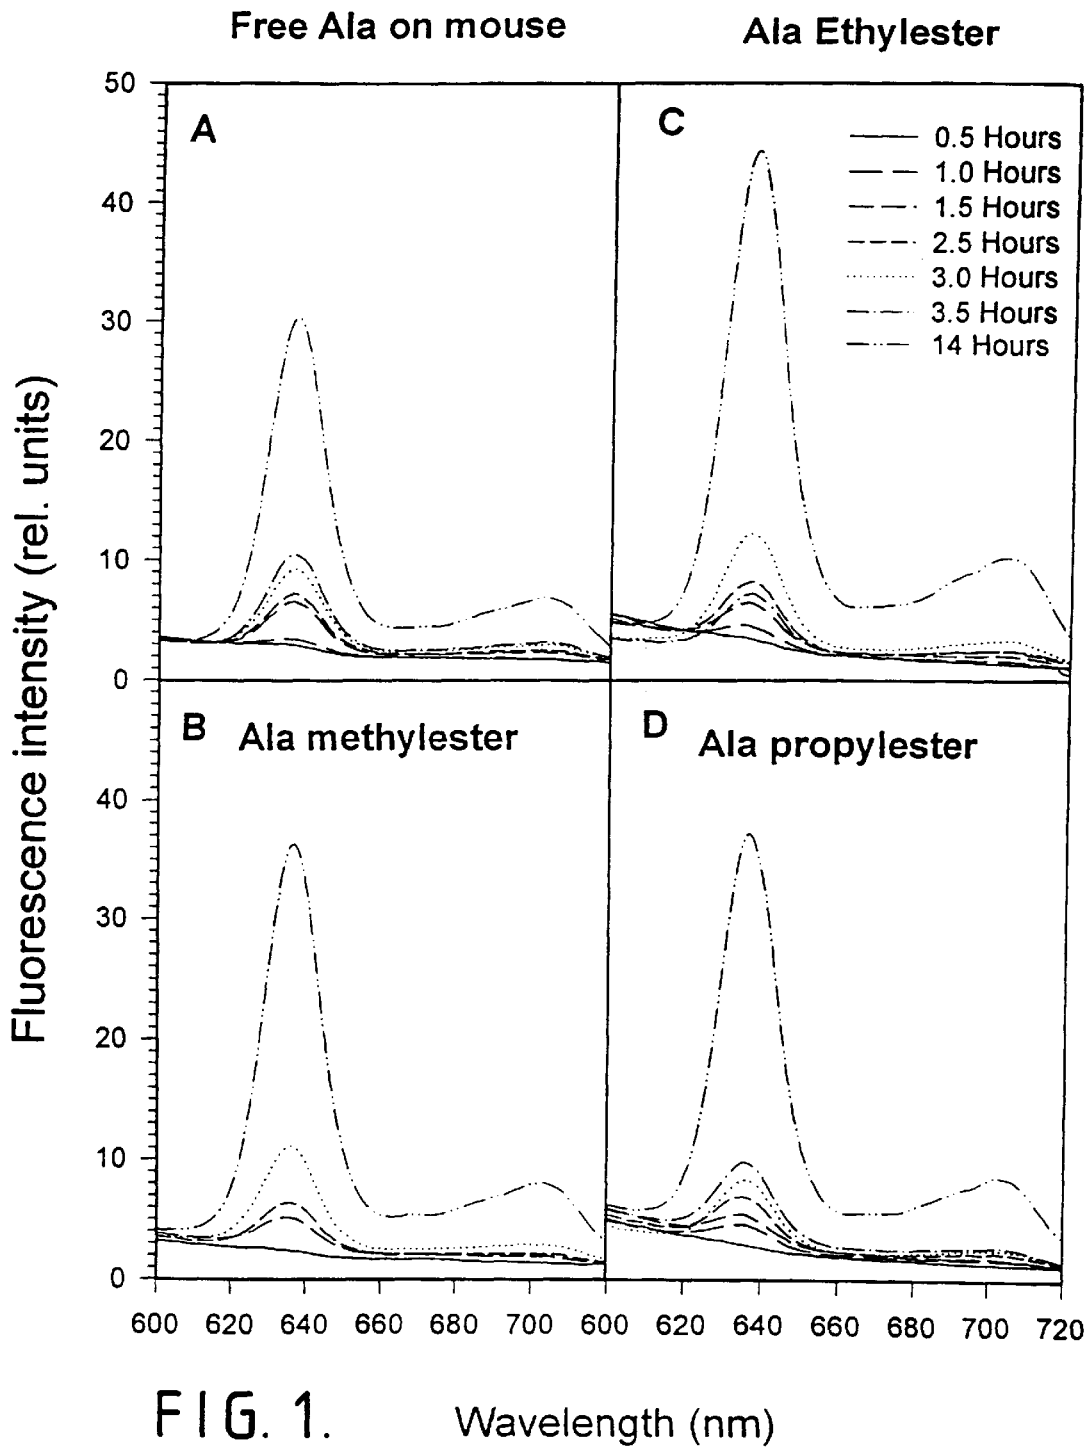 Free Ala on mouse
Ala Ethylester
Fluorescence intensity (rel. units)
50
40
30
20
10
0
A
C
0.5 Hours
1.0 Hours
1.5 Hours
2.5 Hours
3.0 Hours
3.5 Hours
14 Hours
B
Ala methylester
D
Ala propylester
40
30
20
10
0
600 620 640 660 680 700 600 620 640 660 680 700 720
FIG. 1.
Wavelength (nm)